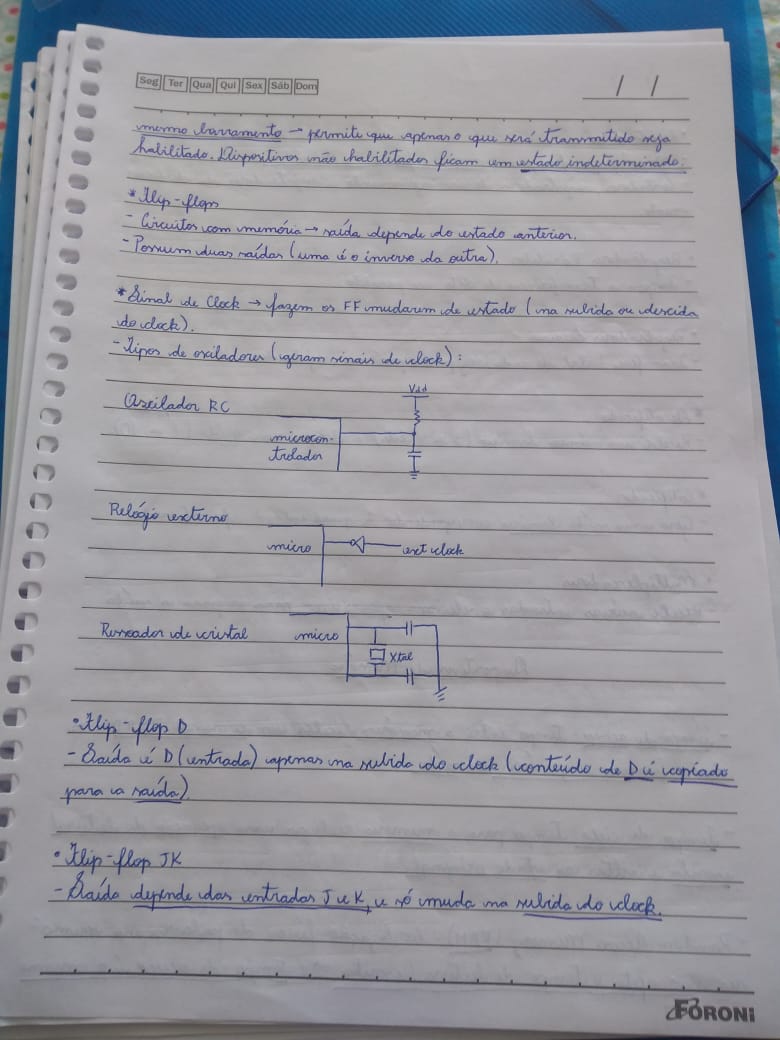 Seg Ter Qua Qui Sex Sáb Dom
/ /
mesmo barramento → permite que apenas o que será transmitido seja
habilitado. Dispositivos não habilitados ficam em estado indeterminado.
* Flip-flops
- Circuitos com memória → saída depende do estado anterior.
- Possum duas saídas (uma é o inverso da outra).
* Sinal de Clock → fazem os FF mudarem de estado (na subida ou descida
do clock).
- Tipos de osciladores (geram sinais de clock):
Vdd
Oscilador RC
microcon-
trolador
Relógio externo
micro
ext clock
Ressoador de cristal
micro
Xtal
• Flip-flop D
- Saída é D (entrada) apenas na subida do clock (conteúdo de D é copiado
para a saída).
• Flip-flop JK
- Saída depende das entradas J e K, e só muda na subida do clock.
FORONI